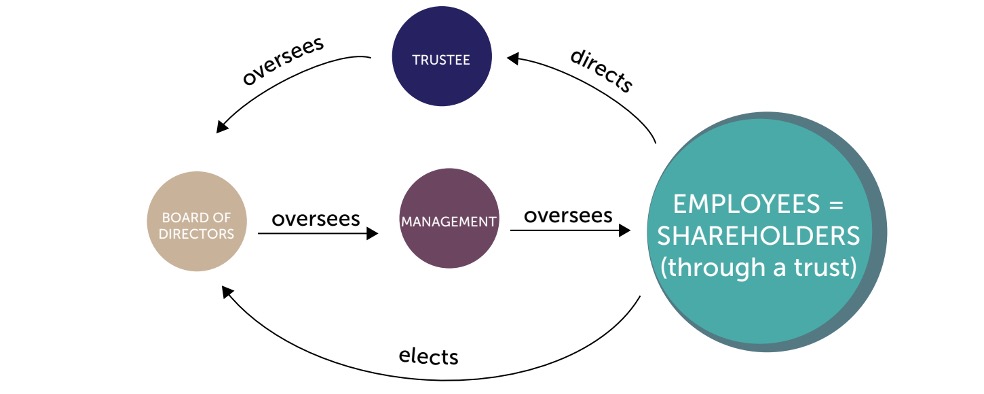 oversees
TRUSTEE
directs
BOARD OF
DIRECTORS
oversees
MANAGEMENT
oversees
EMPLOYEES =
SHAREHOLDERS
(through a trust)
elects